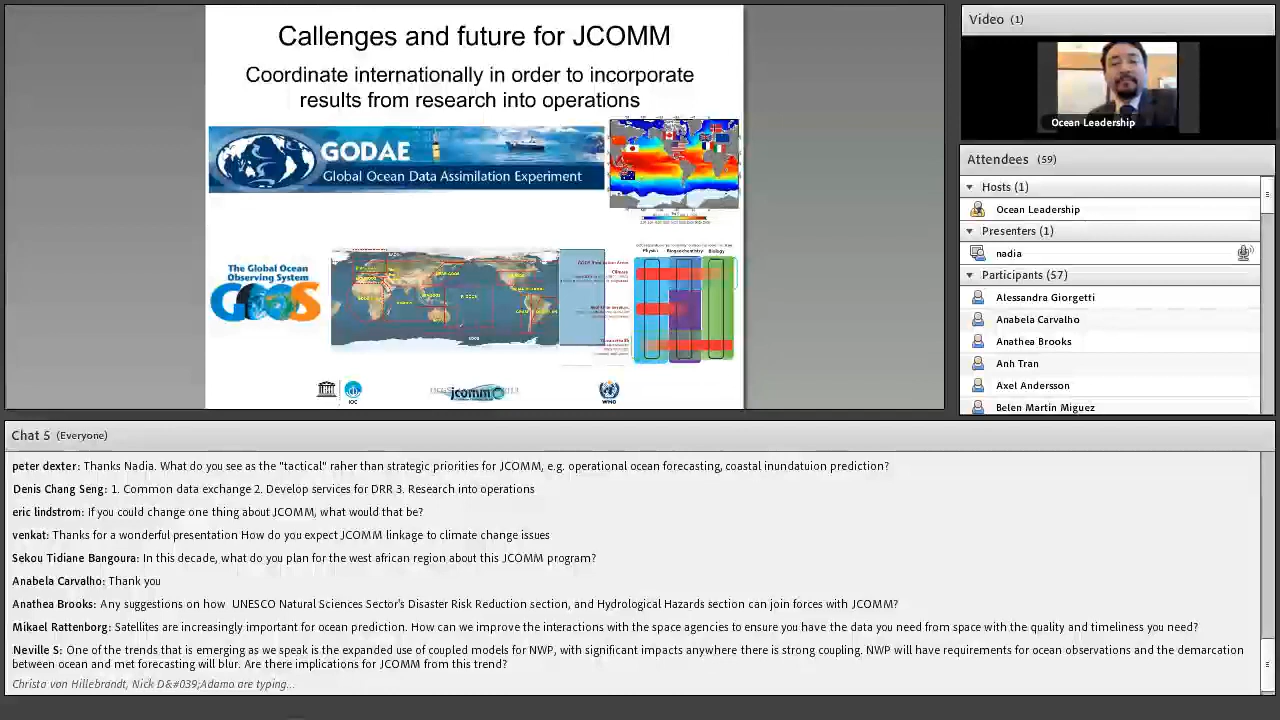 Callenges and future for JCOMM
Coordinate internationally in order to incorporate
results from research into operations
GODAE
Global Ocean Data Assimilation Experiment
The Global Ocean
Observing System
GOOS
Physics Biogeochemistry Biology
Climate
IOC
jcomm
WMO
Video (1)
Ocean Leadership
Attendees (59)
Hosts (1)
Ocean Leadership
Presenters (1)
nadia
Participants (57)
Alessandra Giorgetti
Anabela Carvalho
Anathea Brooks
Anh Tran
Axel Andersson
Belen Martin Miguez
Chat 5 (Everyone)
peter dexter: Thanks Nadia. What do you see as the "tactical" raher than strategic priorities for JCOMM, e.g. operational ocean forecasting, coastal inundatuion prediction?
Denis Chang Seng: 1. Common data exchange 2. Develop services for DRR 3. Research into operations
eric lindstrom: If you could change one thing about JCOMM, what would that be?
venkat: Thanks for a wonderful presentation How do you expect JCOMM linkage to climate change issues
Sekou Tidiane Bangoura: In this decade, what do you plan for the west african region about this JCOMM program?
Anabela Carvalho: Thank you
Anathea Brooks: Any suggestions on how UNESCO Natural Sciences Sector's Disaster Risk Reduction section, and Hydrological Hazards section can join forces with JCOMM?
Mikael Rattenborg: Satellites are increasingly important for ocean prediction. How can we improve the interactions with the space agencies to ensure you have the data you need from space with the quality and timeliness you need?
Neville S: One of the trends that is emerging as we speak is the expanded use of coupled models for NWP, with significant impacts anywhere there is strong coupling. NWP will have requirements for ocean observations and the demarcation
between ocean and met forecasting will blur. Are there implications for JCOMM from this trend?
Christa von Hillebrandt, Nick D&#039;Adamo are typing...